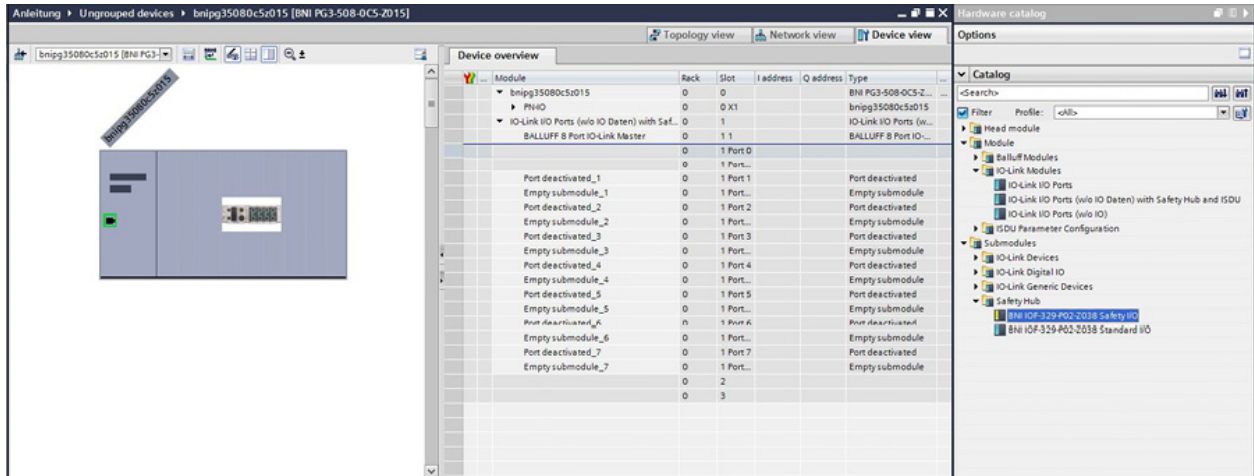 Anleitung ▸ Ungrouped devices ▸ bnipg35080c5z015 [BNI PG3-508-0C5-Z015]
Topology view Network view Device view
bnipg35080c5z015 [BNI PG3-
bnipg35080c5z015
Device overview
... Module Rack Slot I address Q address Type ...
bnipg35080c5z015 0 0 BNI PG3-508-0C5-Z... ...
PN-IO 0 0 X1 bnipg35080c5z015
IO-Link I/O Ports (w/o IO Daten) with Saf... 0 1 IO-Link I/O Ports (w...
BALLUFF 8 Port IO-Link Master 0 1 1 BALLUFF 8 Port IO-...
0 1 Port 0
0 1 Port...
Port deactivated_1 0 1 Port 1 Port deactivated
Empty submodule_1 0 1 Port... Empty submodule
Port deactivated_2 0 1 Port 2 Port deactivated
Empty submodule_2 0 1 Port... Empty submodule
Port deactivated_3 0 1 Port 3 Port deactivated
Empty submodule_3 0 1 Port... Empty submodule
Port deactivated_4 0 1 Port 4 Port deactivated
Empty submodule_4 0 1 Port... Empty submodule
Port deactivated_5 0 1 Port 5 Port deactivated
Empty submodule_5 0 1 Port... Empty submodule
Port deactivated_6 0 1 Port 6 Port deactivated
Empty submodule_6 0 1 Port... Empty submodule
Port deactivated_7 0 1 Port 7 Port deactivated
Empty submodule_7 0 1 Port... Empty submodule
0 2
0 3
Hardware catalog
Options
Catalog
<Search>
Filter Profile: <All>
Head module
Module
Balluff Modules
IO-Link Modules
IO-Link I/O Ports
IO-Link I/O Ports (w/o IO Daten) with Safety Hub and ISDU
IO-Link I/O Ports (w/o IO)
ISDU Parameter Configuration
Submodules
IO-Link Devices
IO-Link Digital IO
IO-Link Generic Devices
Safety Hub
BNI IOF-329-P02-Z038 Safety I/O
BNI IOF-329-P02-Z038 Standard I/O